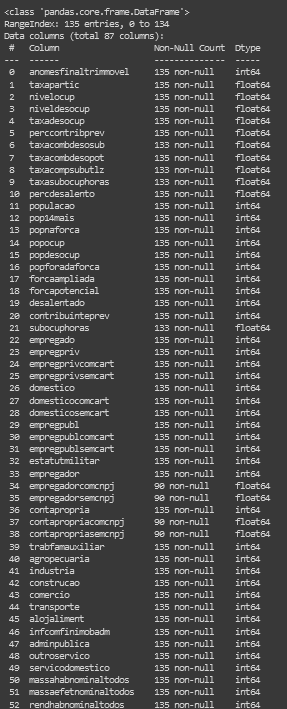 <class 'pandas.core.frame.DataFrame'>
RangeIndex: 135 entries, 0 to 134
Data columns (total 87 columns):
#   Column   Non-Null Count   Dtype
---  ------   --------------   -----
0   anomesfinaltrimmovel   135 non-null   int64
1   taxapartic   135 non-null   float64
2   nivelocup   135 non-null   float64
3   niveldesocup   135 non-null   float64
4   taxadesocup   135 non-null   float64
5   perccontribprev   135 non-null   float64
6   taxacombdesosub   133 non-null   float64
7   taxacombdesopot   135 non-null   float64
8   taxacompsubutlz   133 non-null   float64
9   taxasubocuphoras   133 non-null   float64
10   percdesalento   135 non-null   float64
11   populacao   135 non-null   int64
12   pop14mais   135 non-null   int64
13   popnaforca   135 non-null   int64
14   popocup   135 non-null   int64
15   popdesocup   135 non-null   int64
16   popforadaforca   135 non-null   int64
17   forcaampliada   135 non-null   int64
18   forcapotencial   135 non-null   int64
19   desalentado   135 non-null   int64
20   contribuinteprev   135 non-null   int64
21   subocuphoras   133 non-null   float64
22   empregado   135 non-null   int64
23   empregpriv   135 non-null   int64
24   empregprivcomcart   135 non-null   int64
25   empregprivsemcart   135 non-null   int64
26   domestico   135 non-null   int64
27   domesticocomcart   135 non-null   int64
28   domesticosemcart   135 non-null   int64
29   empregpubl   135 non-null   int64
30   empregpublcomcart   135 non-null   int64
31   empregpublsemcart   135 non-null   int64
32   estatutmilitar   135 non-null   int64
33   empregador   135 non-null   int64
34   empregadorcomcnpj   90 non-null   float64
35   empregadorsemcnpj   90 non-null   float64
36   contapropria   135 non-null   int64
37   contapropriacomcnpj   90 non-null   float64
38   contapropriasemcnpj   90 non-null   float64
39   trabfamauxiliar   135 non-null   int64
40   agropecuaria   135 non-null   int64
41   industria   135 non-null   int64
42   construcao   135 non-null   int64
43   comercio   135 non-null   int64
44   transporte   135 non-null   int64
45   alojaliment   135 non-null   int64
46   infcomfinimobadm   135 non-null   int64
47   adminpublica   135 non-null   int64
48   outroservico   135 non-null   int64
49   servicodomestico   135 non-null   int64
50   massahabnominaltodos   135 non-null   int64
51   massaefetnominaltodos   135 non-null   int64
52   rendhabnominaltodos   135 non-null   int64